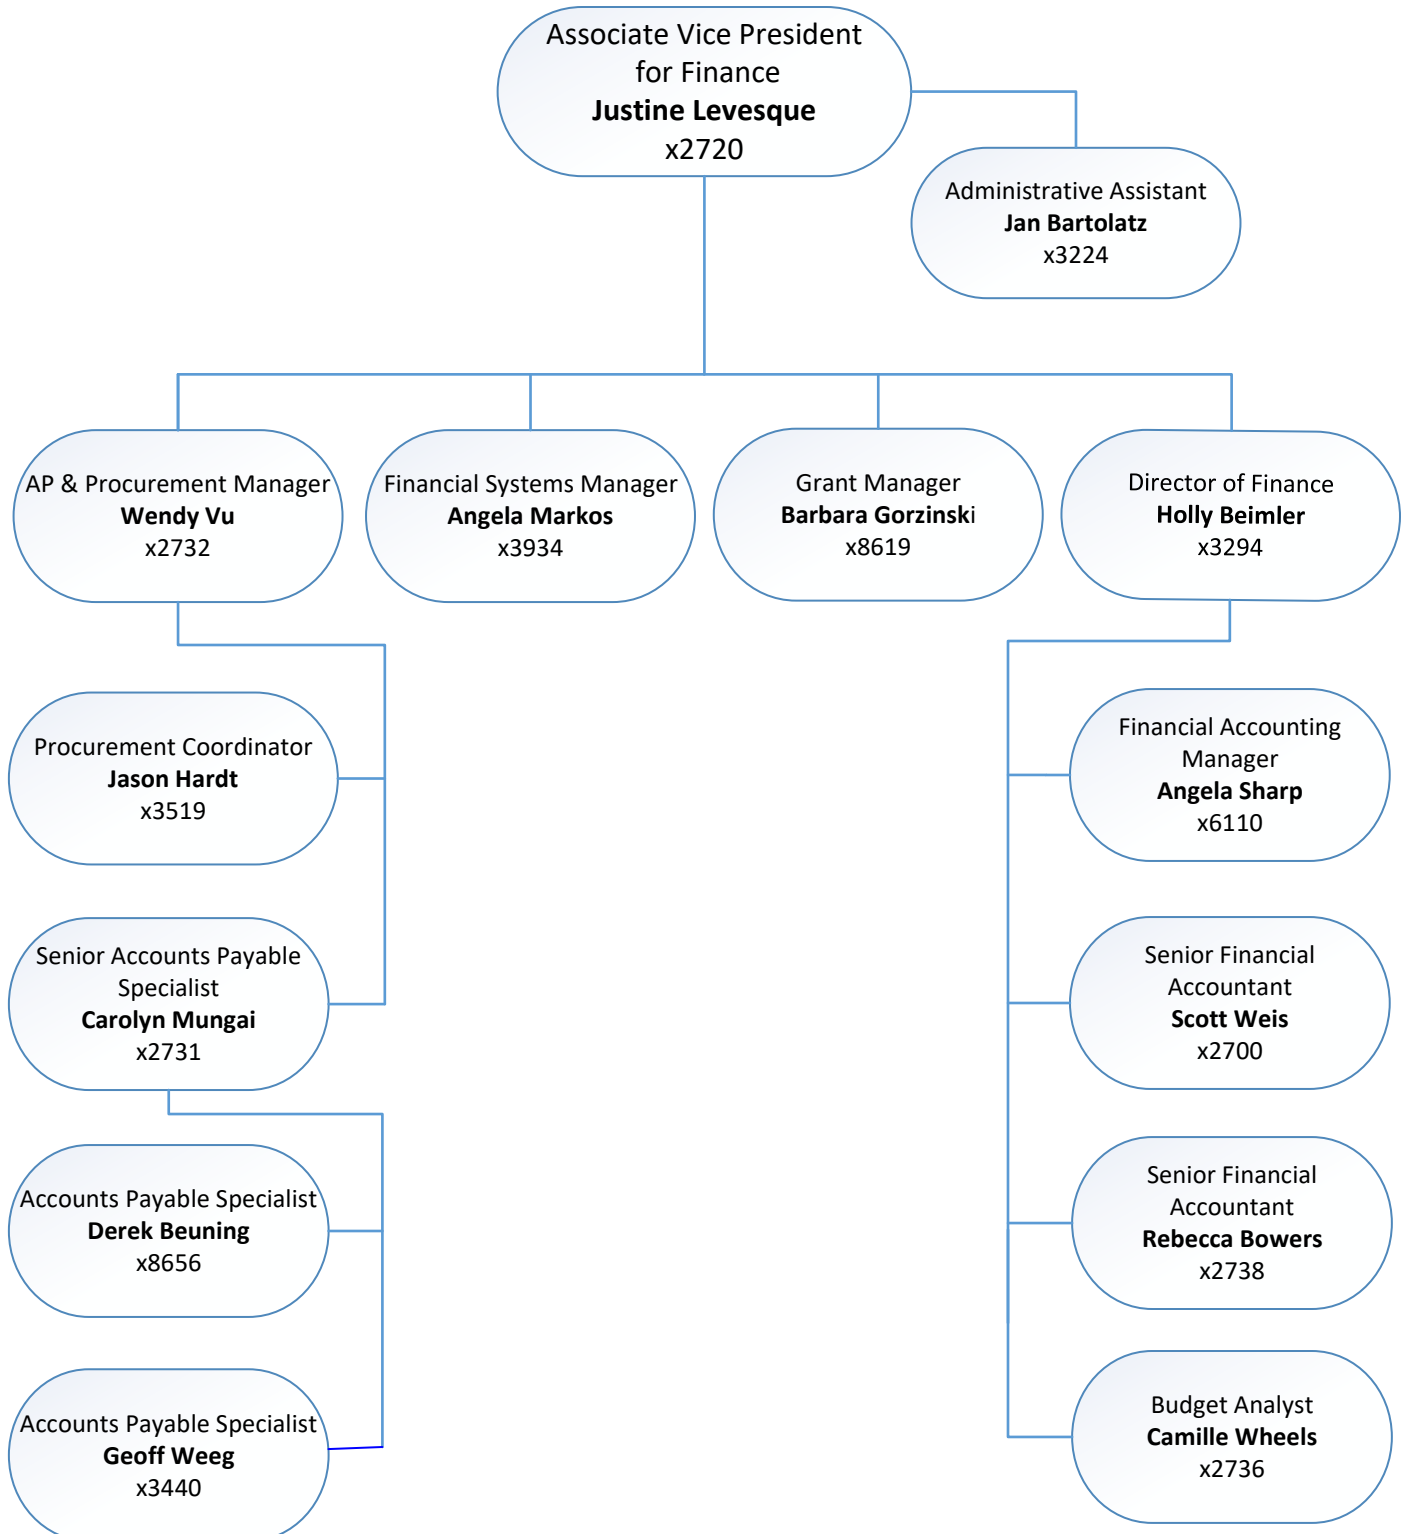 Associate Vice President
for Finance
Justine Levesque
x2720
Administrative Assistant
Jan Bartolatz
x3224
AP & Procurement Manager
Wendy Vu
x2732
Financial Systems Manager
Angela Markos
x3934
Grant Manager
Barbara Gorzinski
x8619
Director of Finance
Holly Beimler
x3294
Procurement Coordinator
Jason Hardt
x3519
Senior Accounts Payable
Specialist
Carolyn Mungai
x2731
Accounts Payable Specialist
Derek Beuning
x8656
Accounts Payable Specialist
Geoff Weeg
x3440
Financial Accounting
Manager
Angela Sharp
x6110
Senior Financial
Accountant
Scott Weis
x2700
Senior Financial
Accountant
Rebecca Bowers
x2738
Budget Analyst
Camille Wheels
x2736